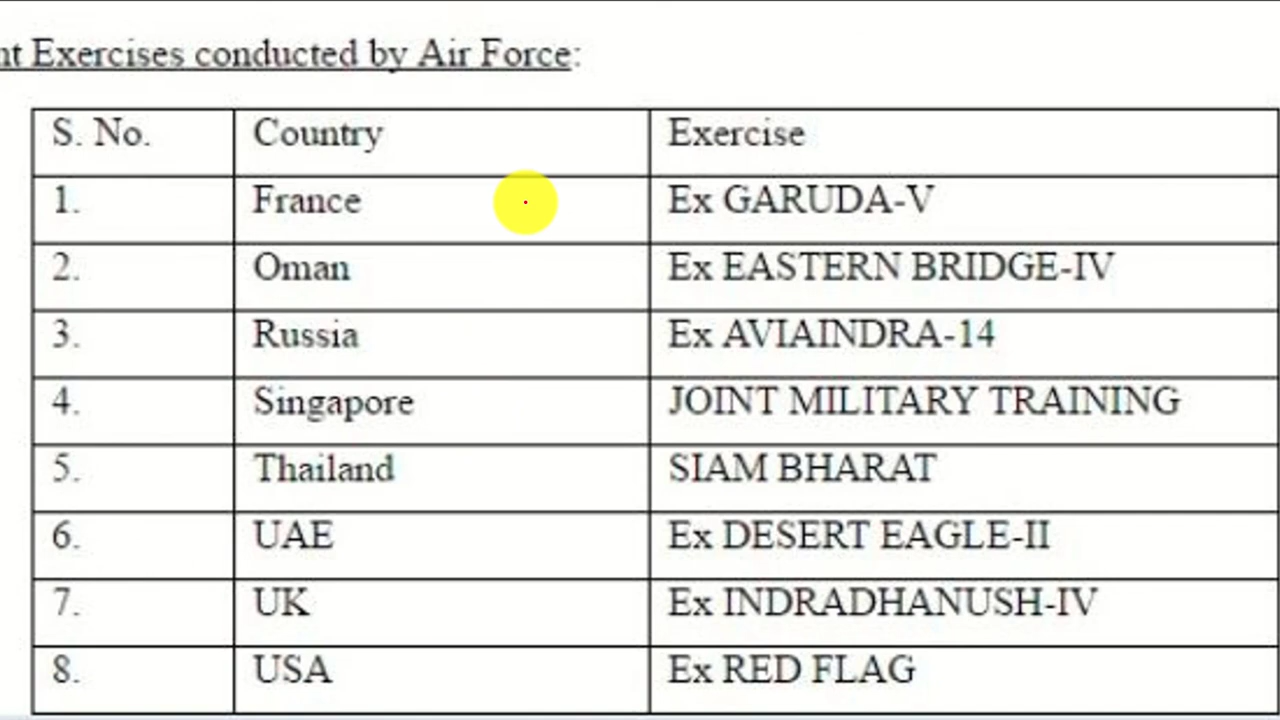 nt Exercises conducted by Air Force:
S. No. Country Exercise
1. France Ex GARUDA-V
2. Oman Ex EASTERN BRIDGE-IV
3. Russia Ex AVIAINDRA-14
4. Singapore JOINT MILITARY TRAINING
5. Thailand SIAM BHARAT
6. UAE Ex DESERT EAGLE-II
7. UK Ex INDRADHANUSH-IV
8. USA Ex RED FLAG